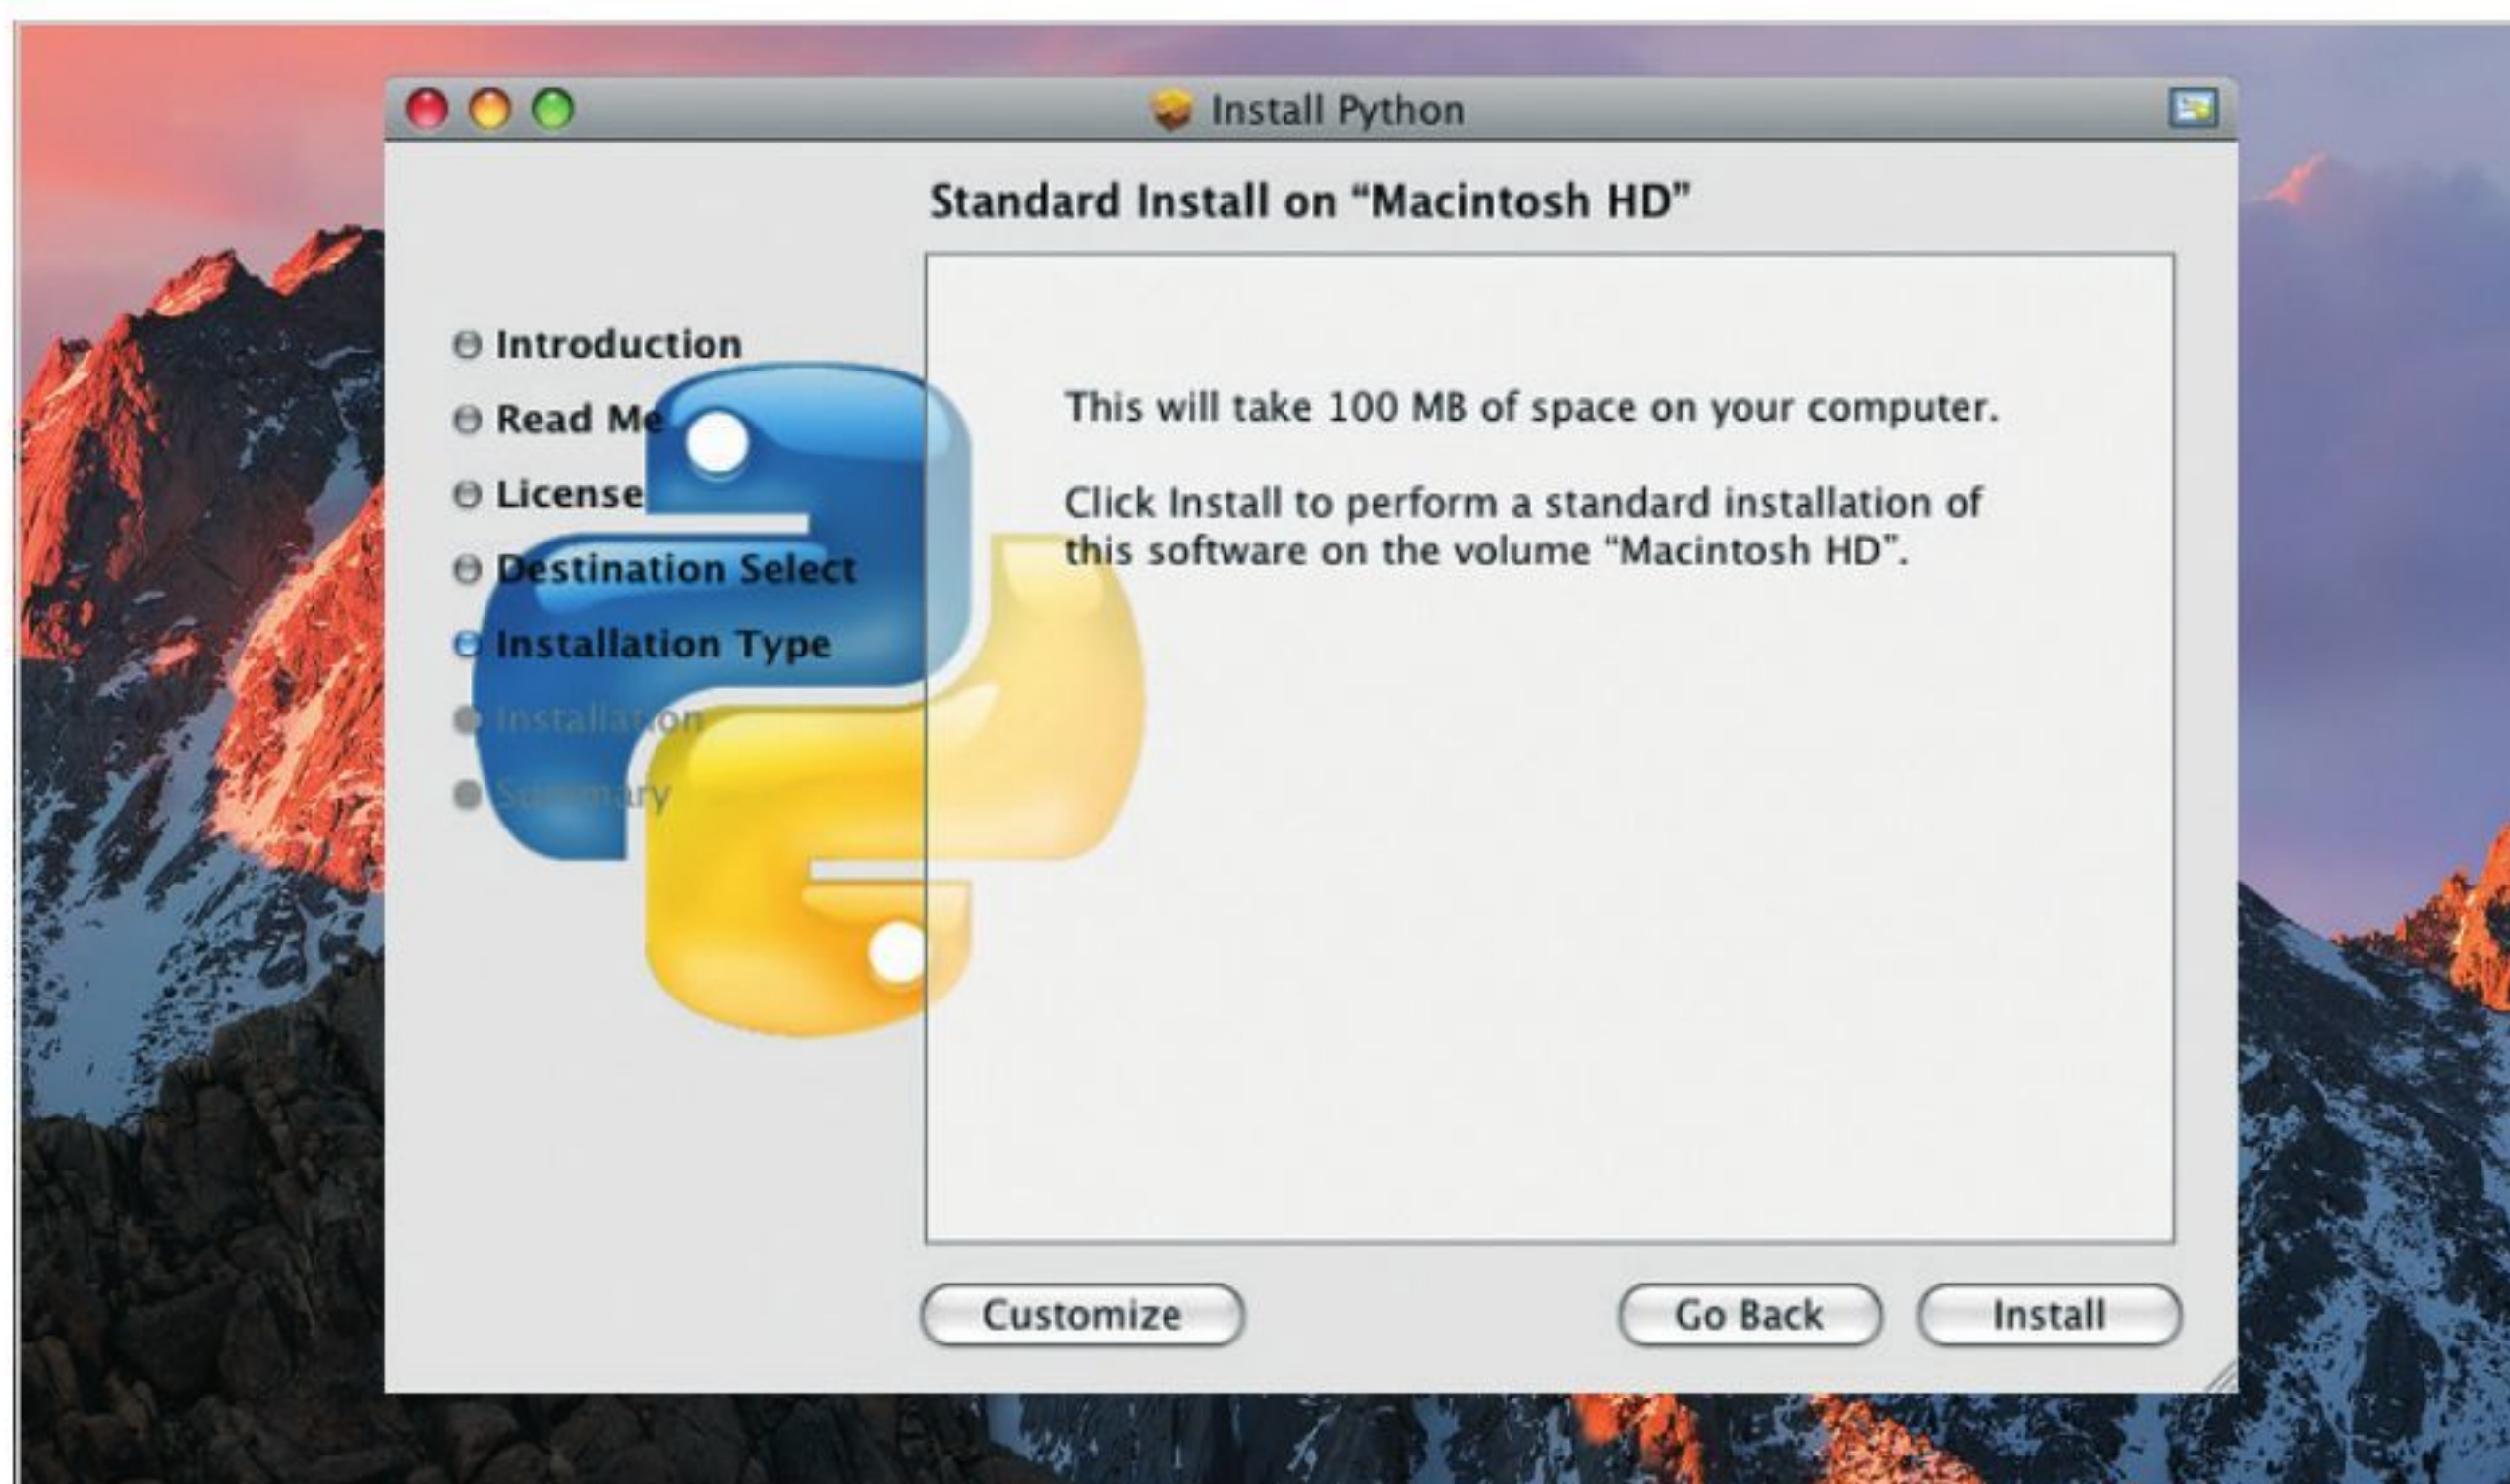 Install Python
Standard Install on “Macintosh HD”
Introduction
Read Me
License
Destination Select
Installation Type
Installation
Summary
This will take 100 MB of space on your computer.
Click Install to perform a standard installation of
this software on the volume “Macintosh HD”.
Customize
Go Back
Install